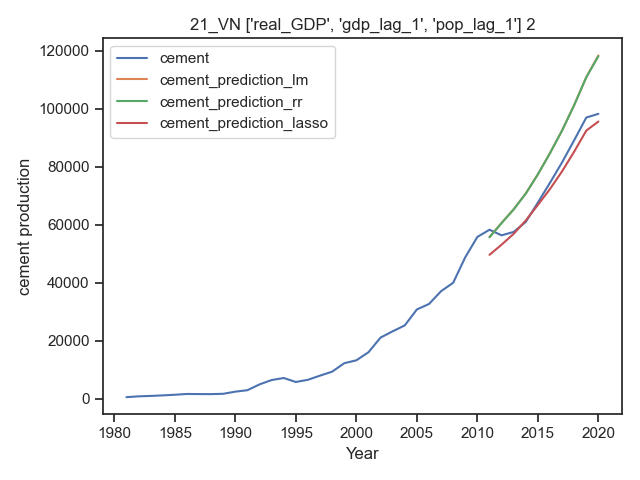 21_VN ['real_GDP', 'gdp_lag_1', 'pop_lag_1'] 2
cement
cement_prediction_lm
cement_prediction_rr
cement_prediction_lasso
120000
100000
80000
60000
40000
20000
0
cement production
1980 1985 1990 1995 2000 2005 2010 2015 2020
Year